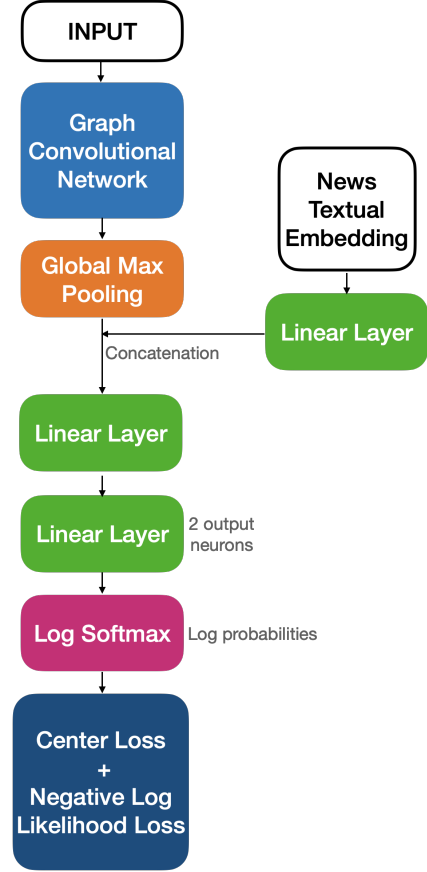 INPUT
Graph
Convolutional
Network
News
Textual
Embedding
Global Max
Pooling
Linear Layer
Concatenation
Linear Layer
Linear Layer
2 output
neurons
Log Softmax
Log probabilities
Center Loss
+
Negative Log
Likelihood Loss